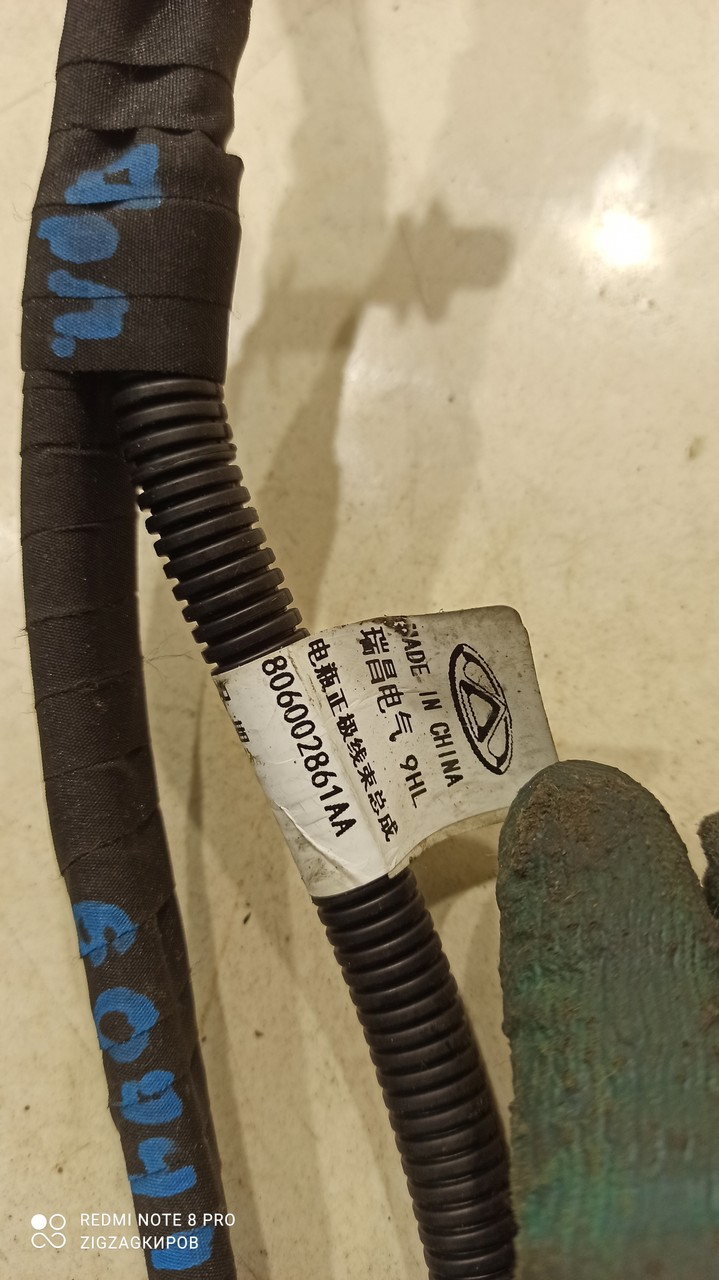 MADE IN CHINA
瑞昌电气 9HL
电瓶正极线束总成
806002861AA
REDMI NOTE 8 PRO
ZIGZAGКИРОВ